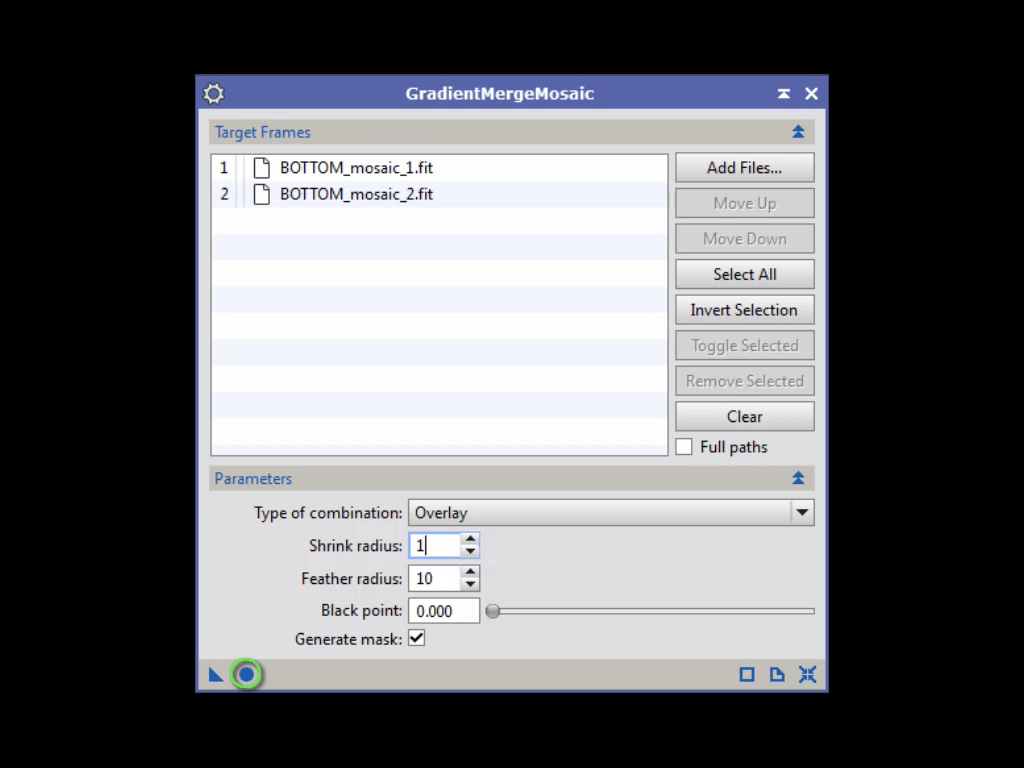 GradientMergeMosaic
Target Frames
1 BOTTOM_mosaic_1.fit
2 BOTTOM_mosaic_2.fit
Add Files...
Move Up
Move Down
Select All
Invert Selection
Toggle Selected
Remove Selected
Clear
Full paths
Parameters
Type of combination: Overlay
Shrink radius: 1
Feather radius: 10
Black point: 0.000
Generate mask: